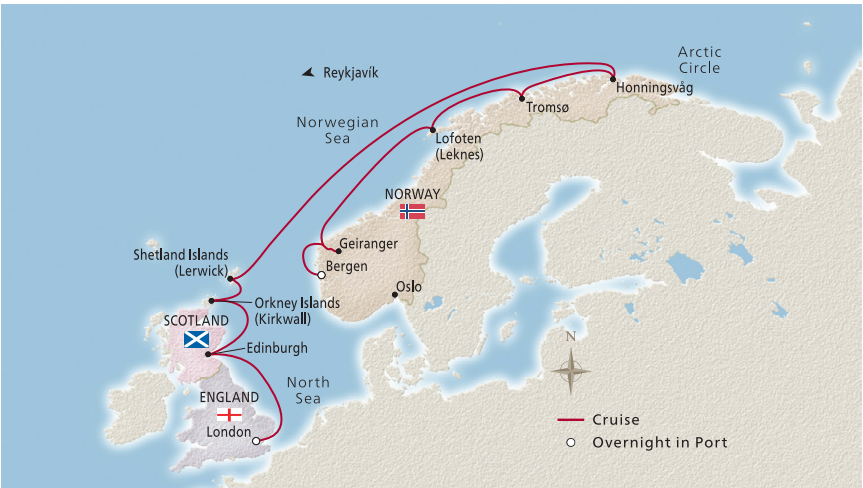 Arctic
Circle
Reykjavík
Honningsvåg
Tromsø
Norwegian
Sea
Lofoten
(Leknes)
NORWAY
Geiranger
Shetland Islands
(Lerwick)
Bergen
Oslo
Orkney Islands
(Kirkwall)
SCOTLAND
Edinburgh
N
North
Sea
ENGLAND
London
Cruise
Overnight in Port